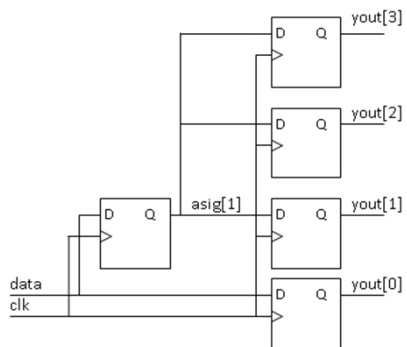 D Q yout[3]
D Q yout[2]
D Q asig[1] D Q yout[1]
data D Q yout[0]
clk